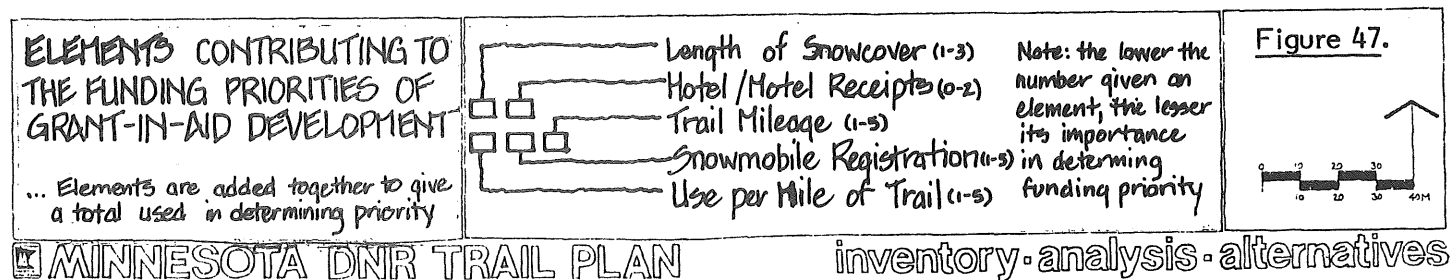 ELEMENTS CONTRIBUTING TO
THE FUNDING PRIORITIES OF
GRANT-IN-AID DEVELOPMENT
... Elements are added together to give
a total used in determining priority
Length of Snowcover (1-3)
Hotel/Motel Receipts (0-2)
Trail Mileage (1-5)
Snowmobile Registration (1-5)
Use per Mile of Trail (1-5)
Note: the lower the
number given an
element, the lesser
its importance
in determing
funding priority
Figure 47.
0 10 20 30
10 20 30 40M
MINNESOTA DNR TRAIL PLAN
inventory·analysis·alternatives